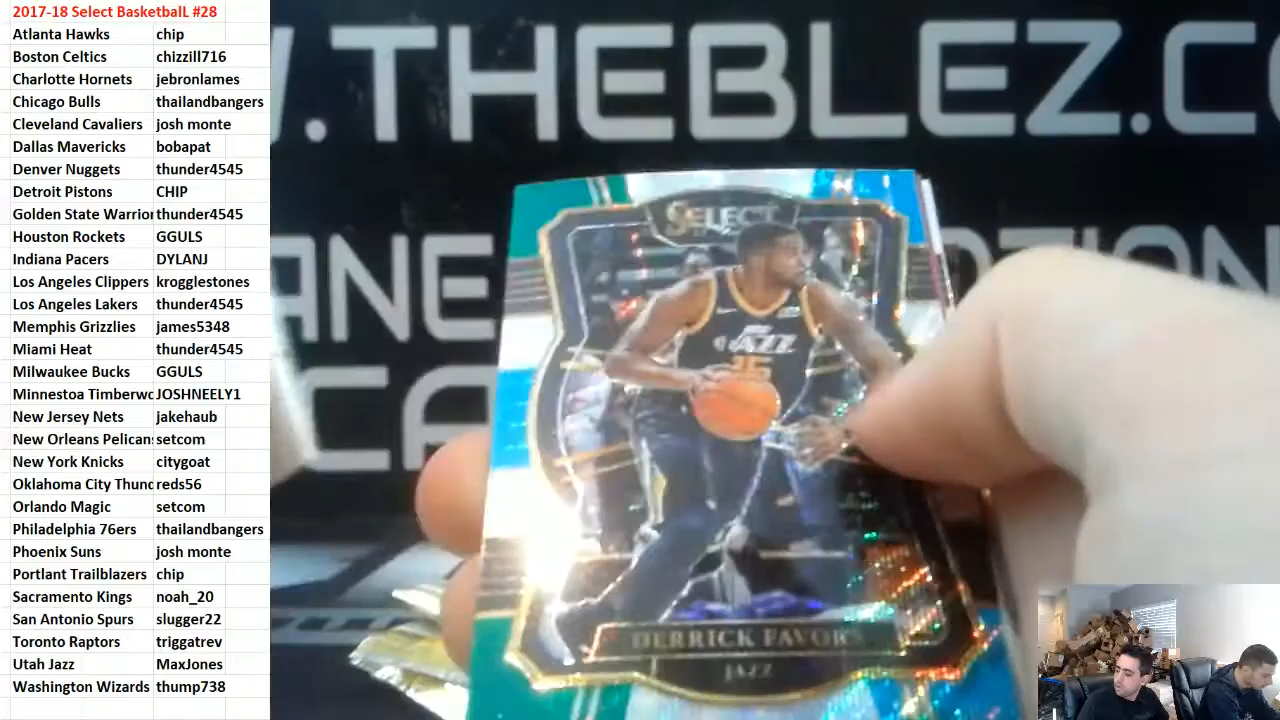 2017-18 Select BasketbalL #28
Atlanta Hawks chip
Boston Celtics chizzill716
Charlotte Hornets jebronlames
Chicago Bulls thailandbangers
Cleveland Cavaliers josh monte
Dallas Mavericks bobapat
Denver Nuggets thunder4545
Detroit Pistons CHIP
Golden State Warrior thunder4545
Houston Rockets GGULS
Indiana Pacers DYLANJ
Los Angeles Clippers krogglestones
Los Angeles Lakers thunder4545
Memphis Grizzlies james5348
Miami Heat thunder4545
Milwaukee Bucks GGULS
Minnestoa Timberwo JOSHNEELY1
New Jersey Nets jakehaub
New Orleans Pelicans setcom
New York Knicks citygoat
Oklahoma City Thund reds56
Orlando Magic setcom
Philadelphia 76ers thailandbangers
Phoenix Suns josh monte
Portlant Trailblazers chip
Sacramento Kings noah_20
San Antonio Spurs slugger22
Toronto Raptors triggatrev
Utah Jazz MaxJones
Washington Wizards thump738
.THEBLEZ.C
SELECT
JAZZ
DERRICK FAVORS
JAZZ